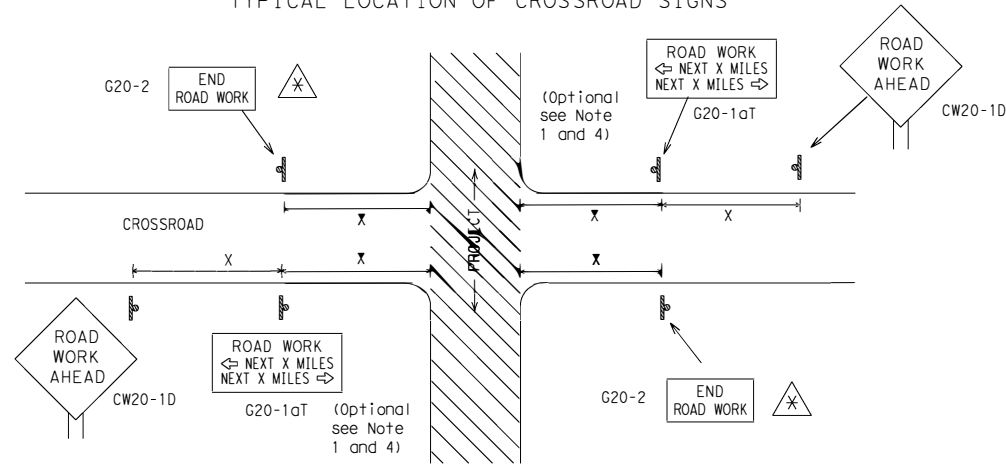 TYPICAL LOCATION OF CROSSROAD SIGNS
G20-2
END
ROAD WORK
*
ROAD WORK
⇦ NEXT X MILES
NEXT X MILES ⇨
ROAD
WORK
AHEAD
(Optional
see Note
1 and 4)
G20-1aT
CW20-1D
CROSSROAD
X
X
X
PROJECT
X
X
X
ROAD
WORK
AHEAD
CW20-1D
ROAD WORK
⇦ NEXT X MILES
NEXT X MILES ⇨
G20-1aT
(Optional
see Note
1 and 4)
G20-2
END
ROAD WORK
*